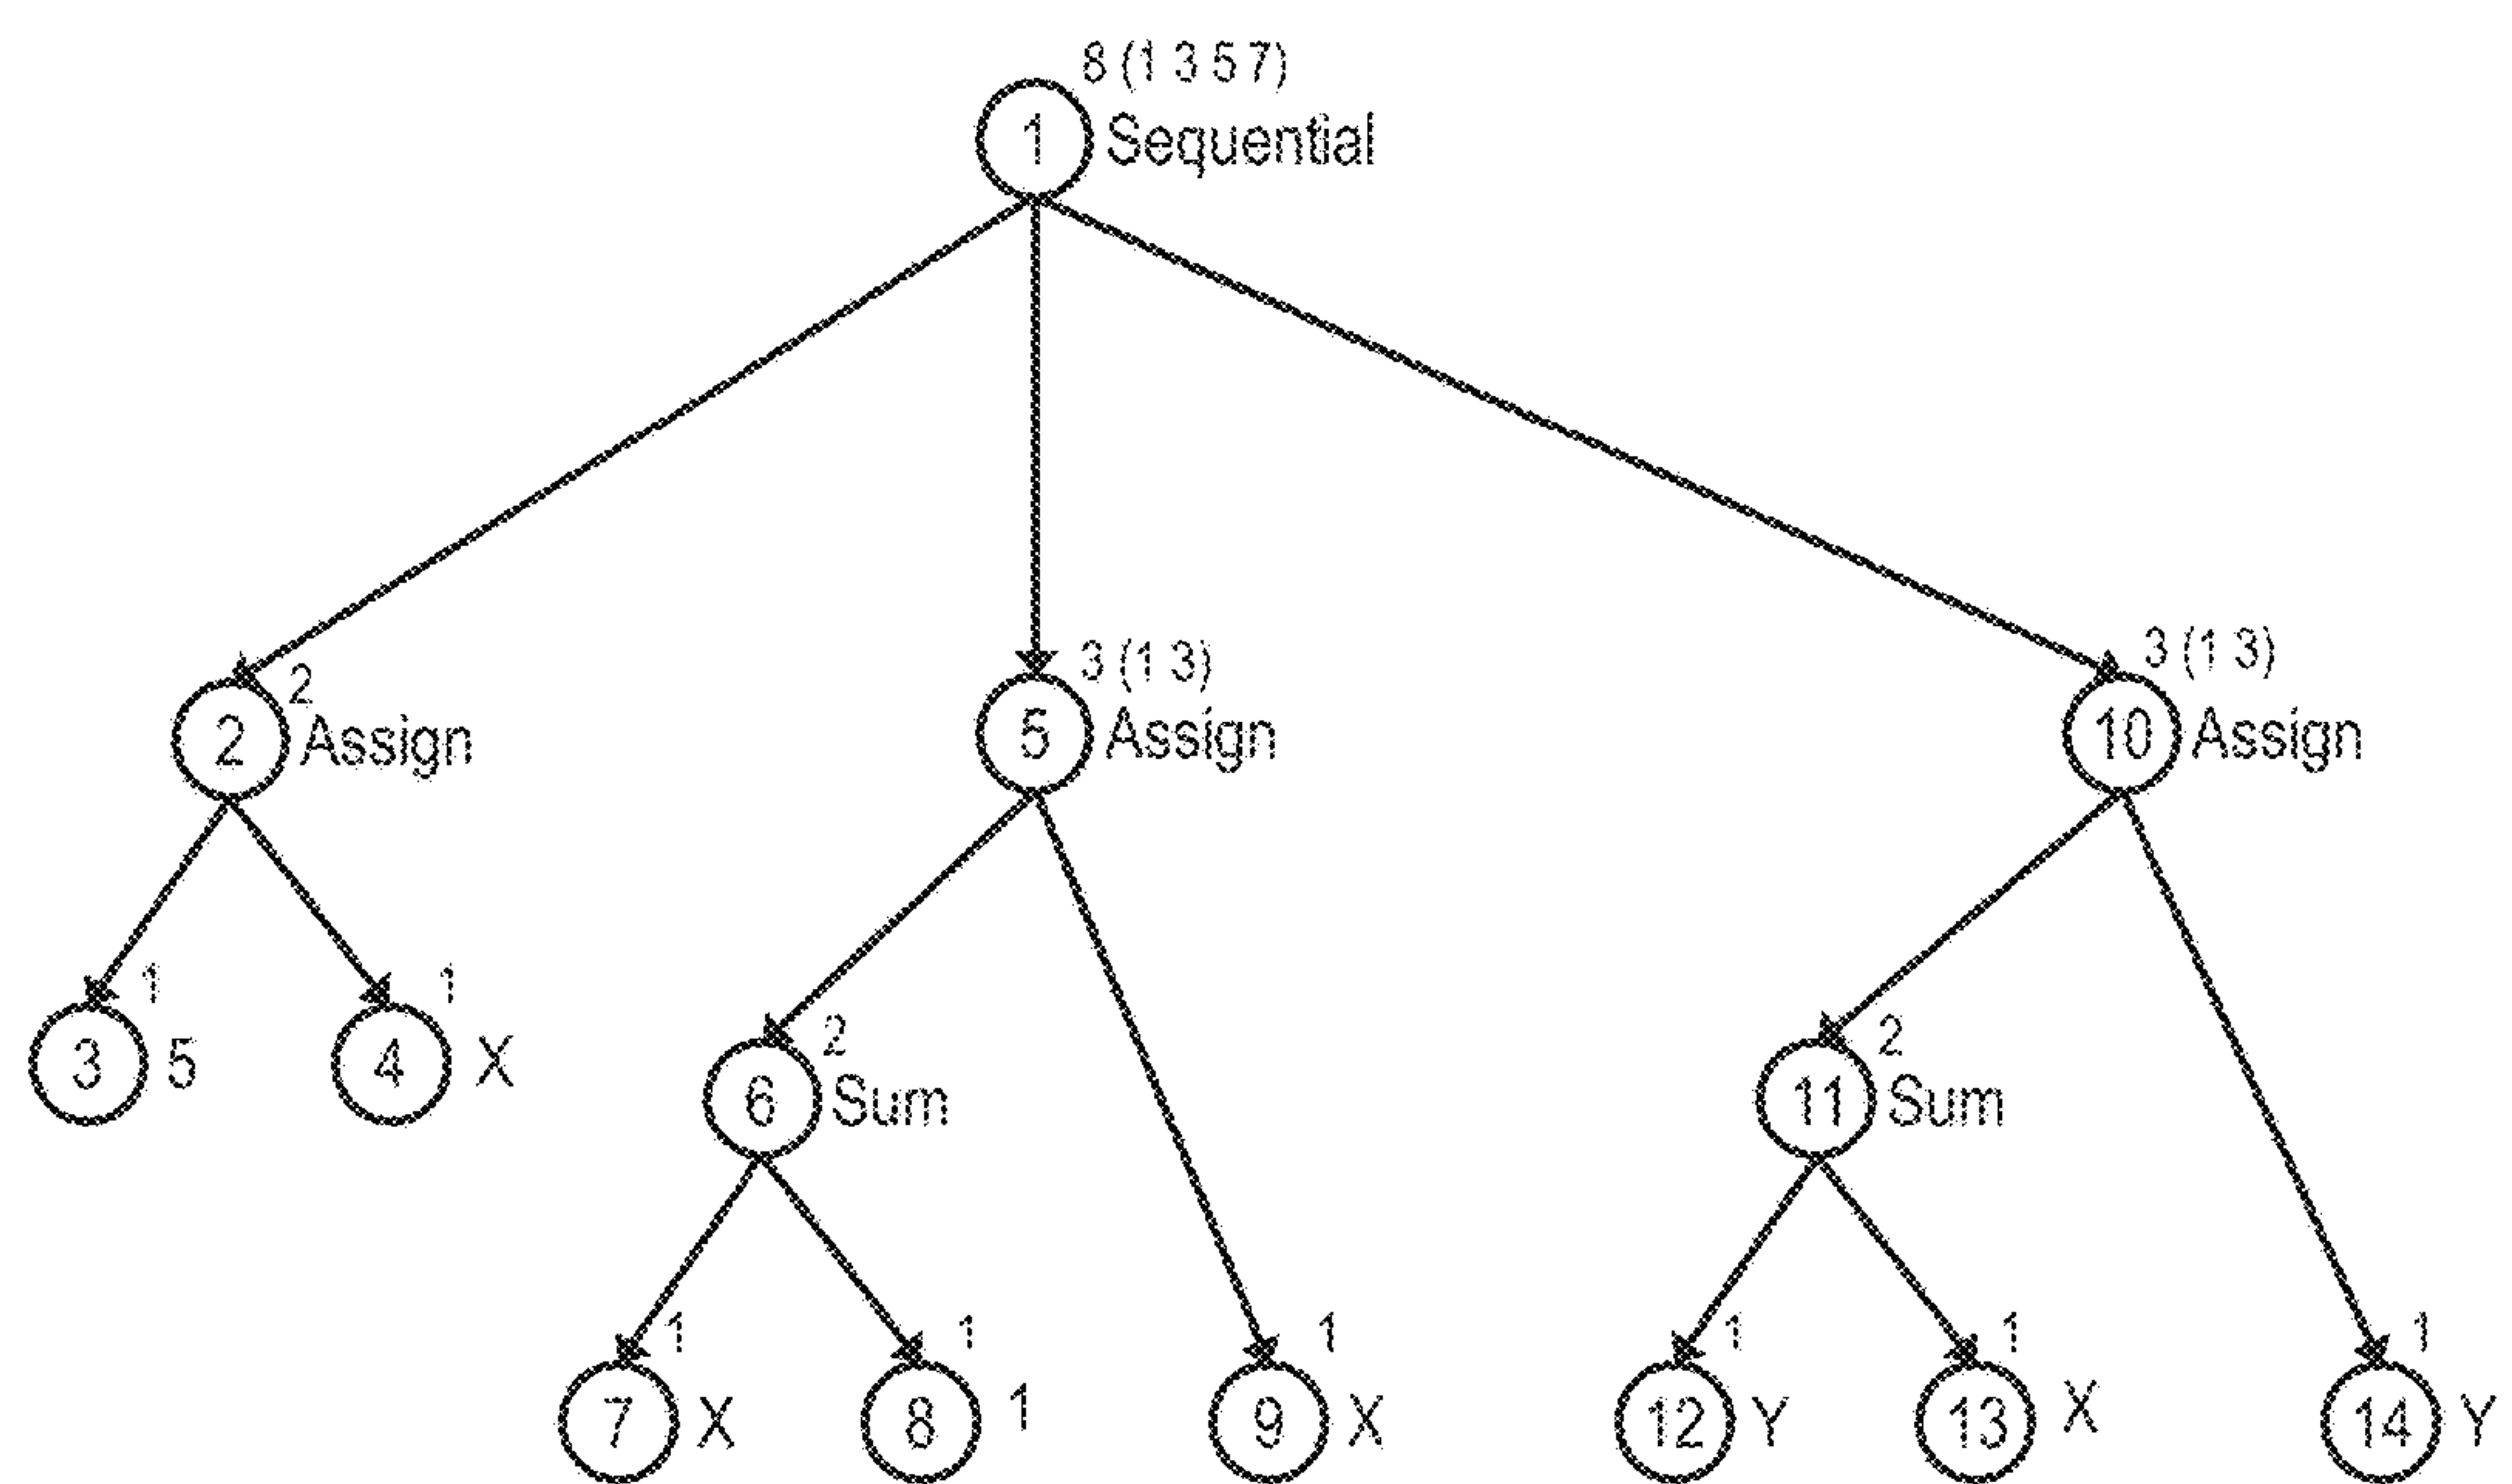 8 (1 3 5 7)
1 Sequential
2
2 Assign
3 (1 3)
5 Assign
3 (1 3)
10 Assign
1
3 5
1
4 X
2
6 Sum
2
11 Sum
1
7 X
1
8 1
1
9 X
1
12 Y
1
13 X
1
14 Y